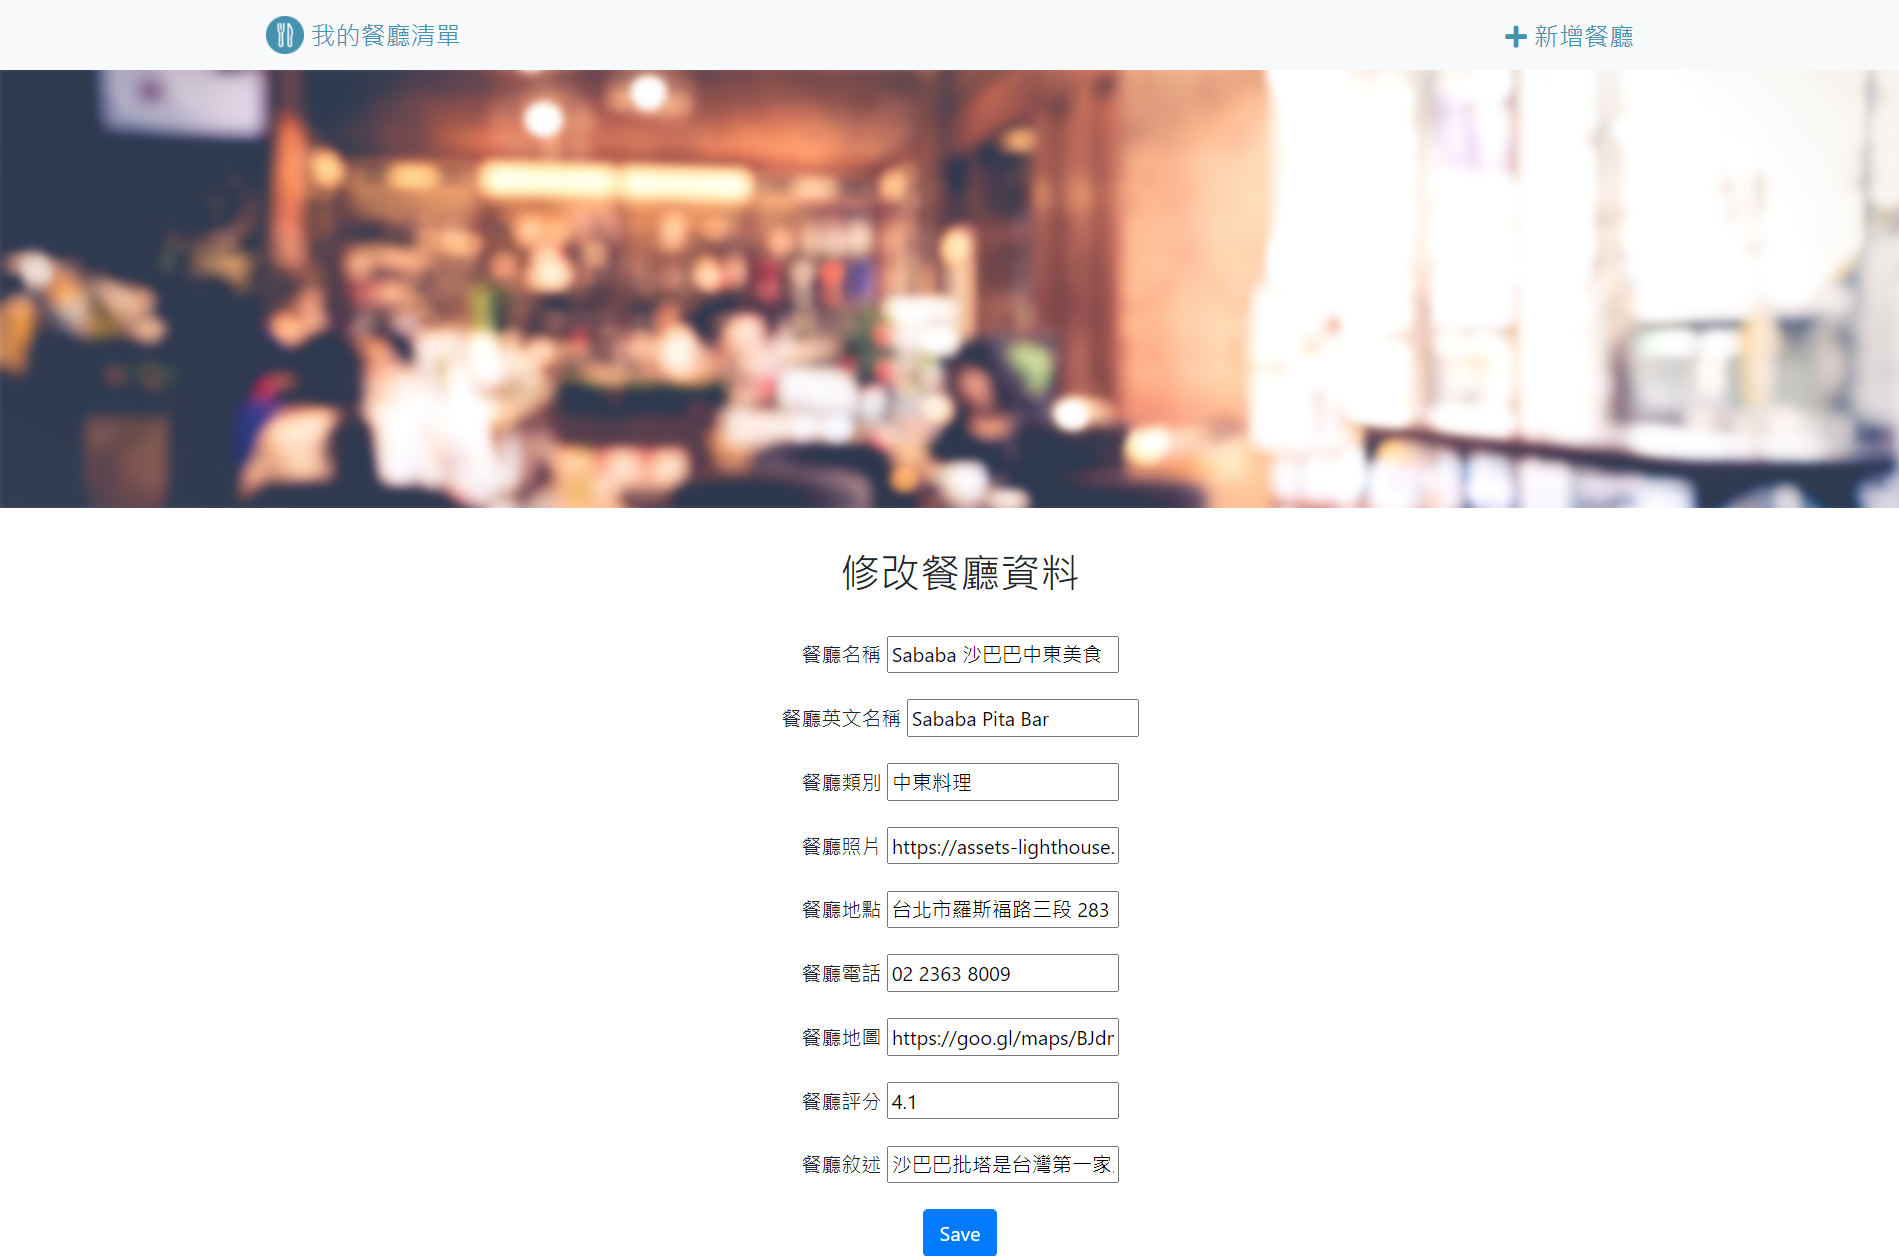 我的餐廳清單
新增餐廳
修改餐廳資料
餐廳名稱 Sababa 沙巴巴中東美食
餐廳英文名稱 Sababa Pita Bar
餐廳類別 中東料理
餐廳照片 https://assets-lighthouse.
餐廳地點 台北市羅斯福路三段 283
餐廳電話 02 2363 8009
餐廳地圖 https://goo.gl/maps/BJdr
餐廳評分 4.1
餐廳敘述 沙巴巴批塔是台灣第一家
Save